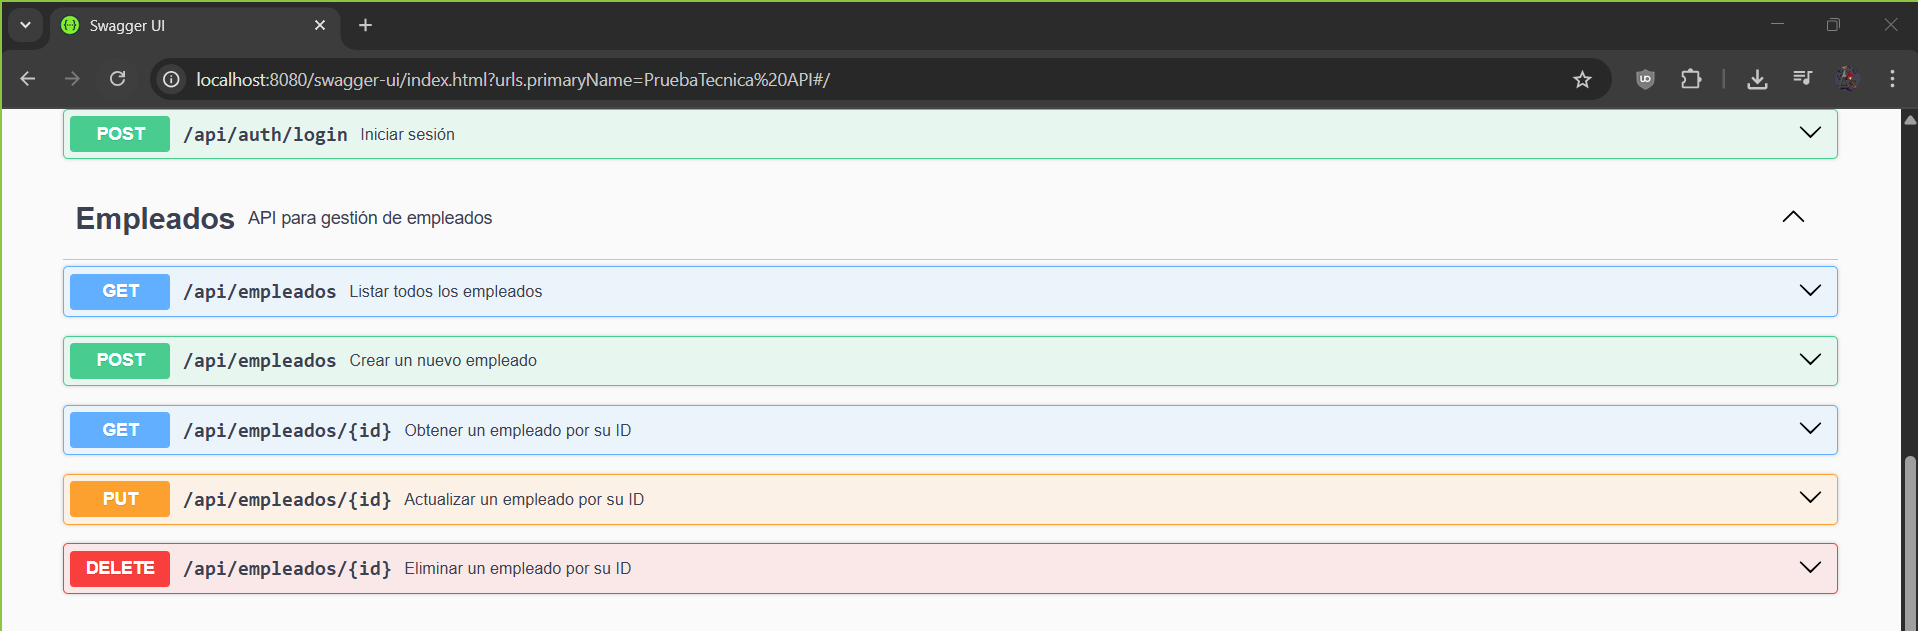 Swagger UI
localhost:8080/swagger-ui/index.html?urls.primaryName=PruebaTecnica%20API#/
POST /api/auth/login Iniciar sesión
Empleados API para gestión de empleados
GET /api/empleados Listar todos los empleados
POST /api/empleados Crear un nuevo empleado
GET /api/empleados/{id} Obtener un empleado por su ID
PUT /api/empleados/{id} Actualizar un empleado por su ID
DELETE /api/empleados/{id} Eliminar un empleado por su ID